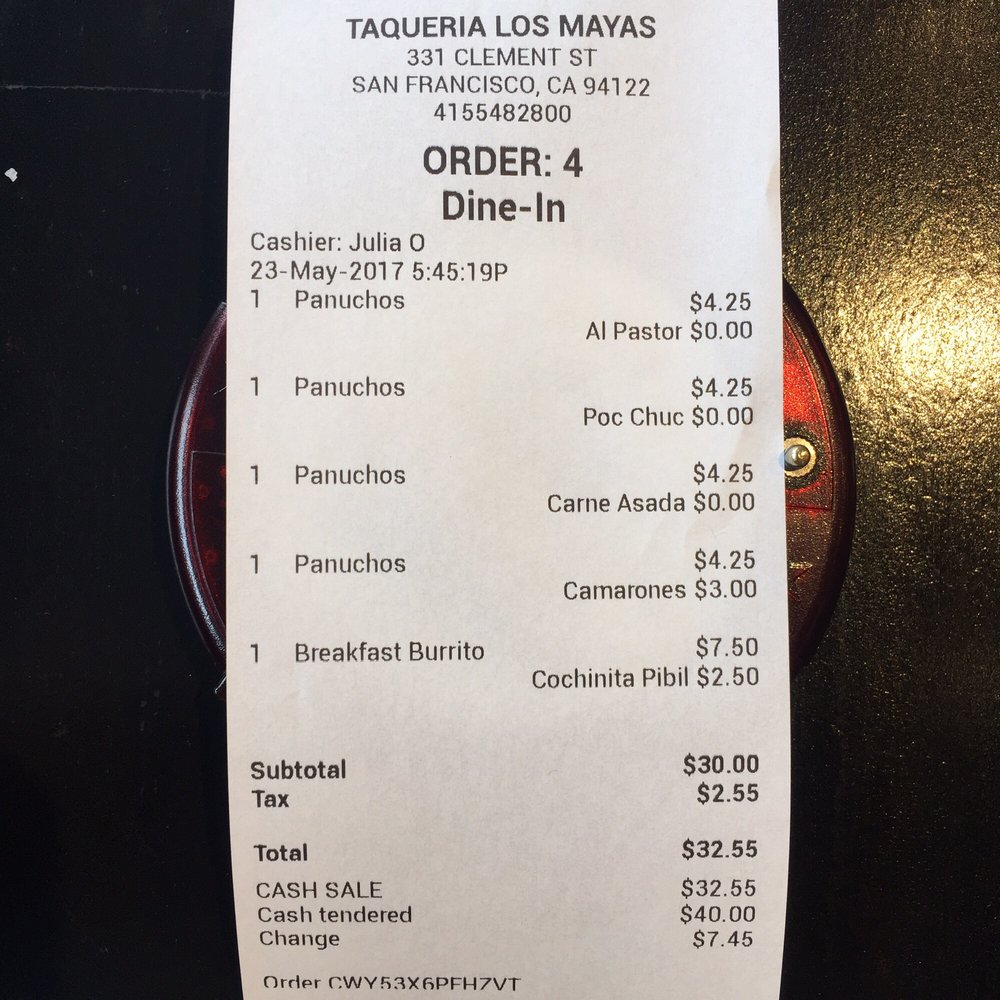 TAQUERIA LOS MAYAS
331 CLEMENT ST
SAN FRANCISCO, CA 94122
4155482800
ORDER: 4
Dine-In
Cashier: Julia O
23-May-2017 5:45:19P
1 Panuchos $4.25
Al Pastor $0.00
1 Panuchos $4.25
Poc Chuc $0.00
1 Panuchos $4.25
Carne Asada $0.00
1 Panuchos $4.25
Camarones $3.00
1 Breakfast Burrito $7.50
Cochinita Pibil $2.50
Subtotal $30.00
Tax $2.55
Total $32.55
CASH SALE $32.55
Cash tendered $40.00
Change $7.45
Order CWY53X6PFH7VT